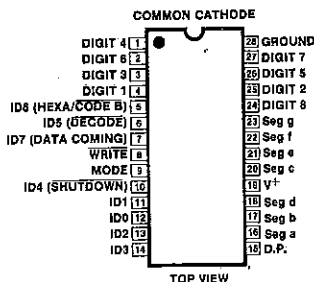 COMMON CATHODE
DIGIT 4 1 28 GROUND
DIGIT 6 2 27 DIGIT 7
DIGIT 3 3 26 DIGIT 5
DIGIT 1 4 25 DIGIT 2
ID6 (HEXA/CODE B) 5 24 DIGIT 8
ID5 (DECODE) 6 23 Seg g
ID7 (DATA COMING) 7 22 Seg f
WRITE 8 21 Seg e
MODE 9 20 Seg c
ID4 (SHUTDOWN) 10 19 V+
ID1 11 18 Seg d
ID0 12 17 Seg b
ID2 13 16 Seg a
ID3 14 15 D.P.
TOP VIEW